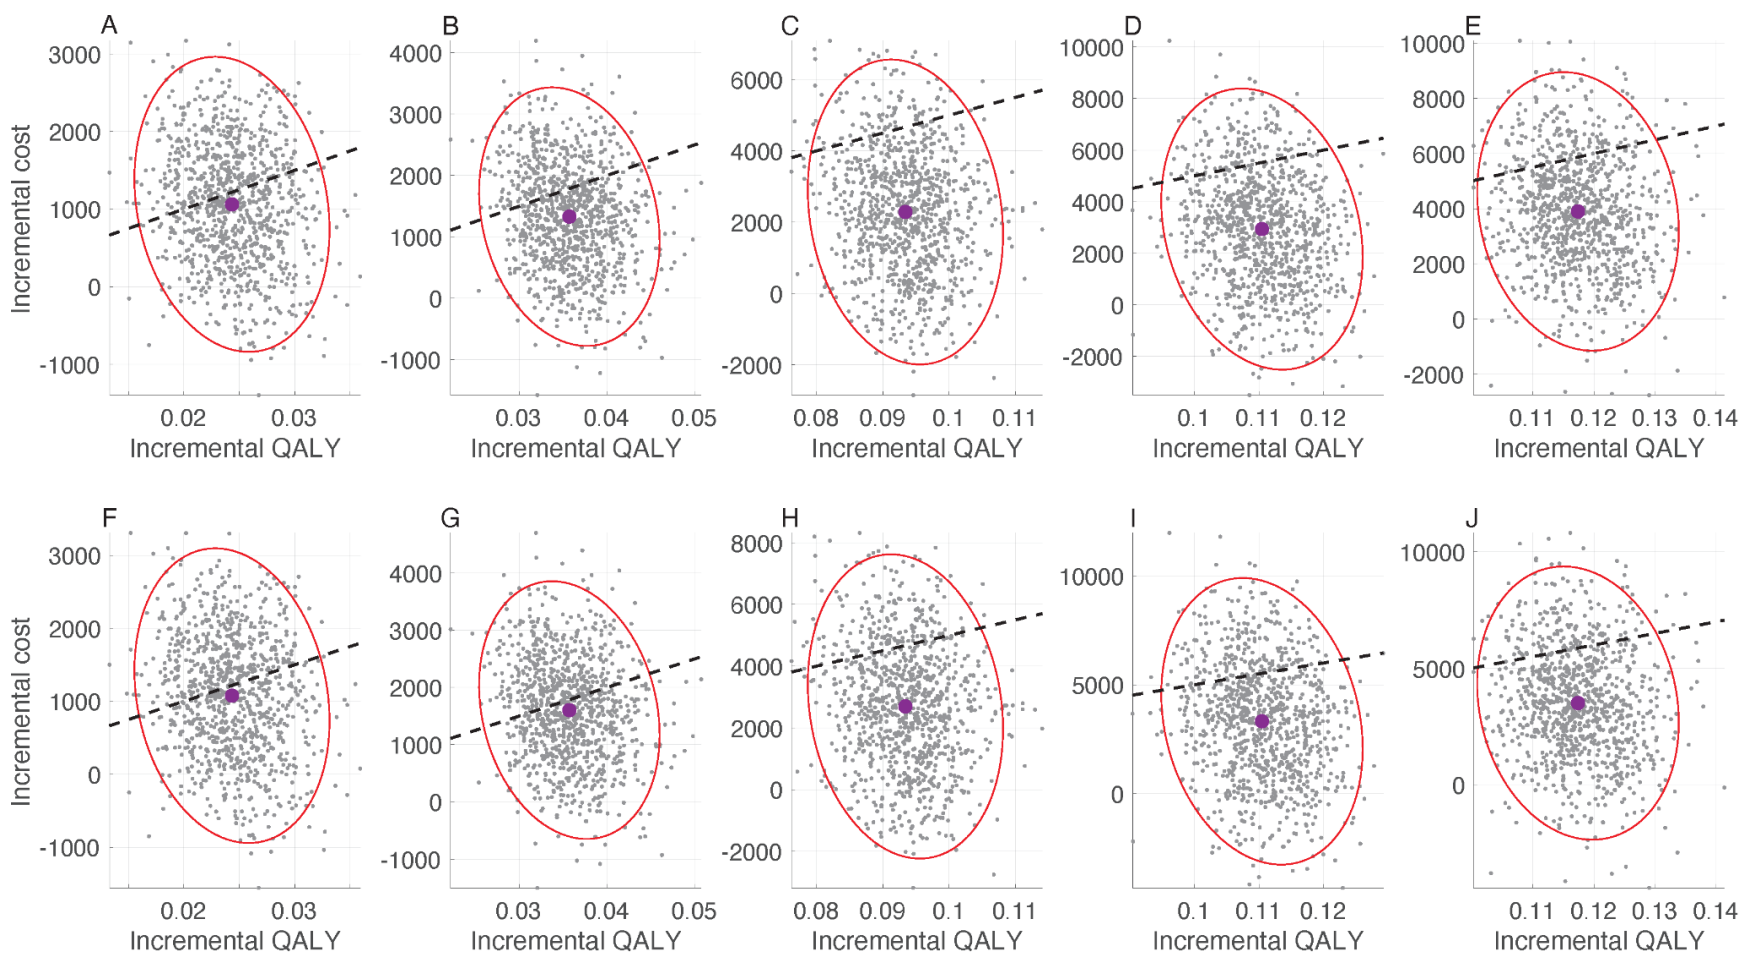 A B C D E
3000 4000 6000 10000 10000
2000 3000 4000 8000 8000
1000 2000 2000 6000 6000
0 1000 0 4000 4000
-1000 0 -2000 2000 2000
-1000 0 0
-2000 -2000
Incremental cost
0.02 0.03 0.03 0.04 0.05 0.08 0.09 0.1 0.11 0.1 0.11 0.12 0.11 0.12 0.13 0.14
Incremental QALY Incremental QALY Incremental QALY Incremental QALY Incremental QALY
F G H I J
3000 4000 8000 10000 10000
2000 3000 6000 5000 5000
1000 2000 4000 0 0
0 1000 2000
-1000 0 0
-1000 -2000
Incremental cost
0.02 0.03 0.03 0.04 0.05 0.08 0.09 0.1 0.11 0.1 0.11 0.12 0.11 0.12 0.13 0.14
Incremental QALY Incremental QALY Incremental QALY Incremental QALY Incremental QALY